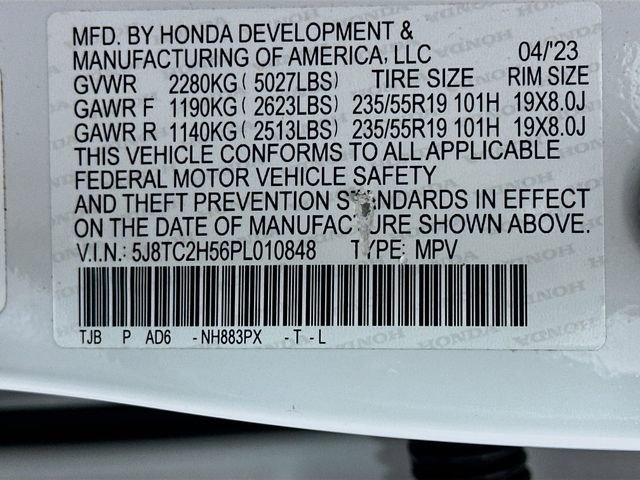 MFD. BY HONDA DEVELOPMENT &
MANUFACTURING OF AMERICA, LLC 04/'23
GVWR 2280KG(5027LBS) TIRE SIZE RIM SIZE
GAWR F 1190KG(2623LBS) 235/55R19 101H 19X8.0J
GAWR R 1140KG(2513LBS) 235/55R19 101H 19X8.0J
THIS VEHICLE CONFORMS TO ALL APPLICABLE
FEDERAL MOTOR VEHICLE SAFETY
AND THEFT PREVENTION STANDARDS IN EFFECT
ON THE DATE OF MANUFACTURE SHOWN ABOVE.
V.I.N.: 5J8TC2H56PL010848 TYPE: MPV
TJB P AD6 -NH883PX -T-L